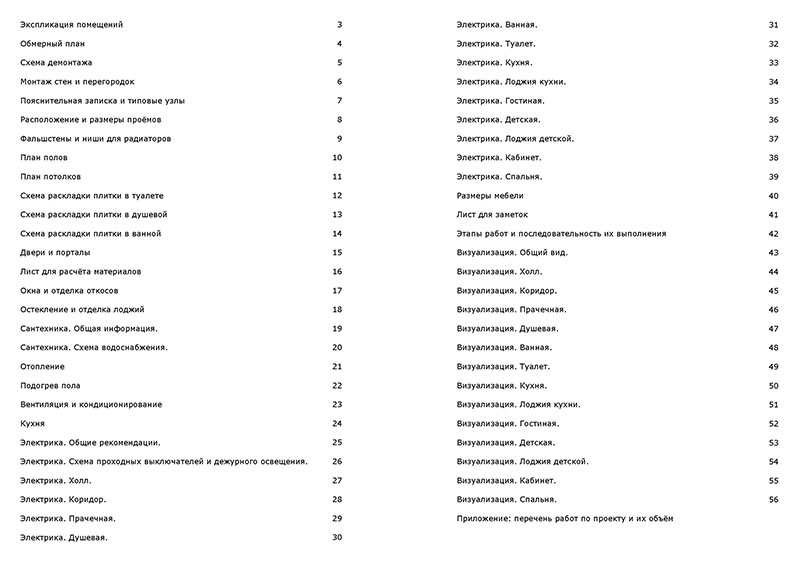 Экспликация помещений 3
Обмерный план 4
Схема демонтажа 5
Монтаж стен и перегородок 6
Пояснительная записка и типовые узлы 7
Расположение и размеры проёмов 8
Фальшстены и ниши для радиаторов 9
План полов 10
План потолков 11
Схема раскладки плитки в туалете 12
Схема раскладки плитки в душевой 13
Схема раскладки плитки в ванной 14
Двери и порталы 15
Лист для расчёта материалов 16
Окна и отделка откосов 17
Остекление и отделка лоджий 18
Сантехника. Общая информация. 19
Сантехника. Схема водоснабжения. 20
Отопление 21
Подогрев пола 22
Вентиляция и кондиционирование 23
Кухня 24
Электрика. Общие рекомендации. 25
Электрика. Схема проходных выключателей и дежурного освещения. 26
Электрика. Холл. 27
Электрика. Коридор. 28
Электрика. Прачечная. 29
Электрика. Душевая. 30
Электрика. Ванная. 31
Электрика. Туалет. 32
Электрика. Кухня. 33
Электрика. Лоджия кухни. 34
Электрика. Гостиная. 35
Электрика. Детская. 36
Электрика. Лоджия детской. 37
Электрика. Кабинет. 38
Электрика. Спальня. 39
Размеры мебели 40
Лист для заметок 41
Этапы работ и последовательность их выполнения 42
Визуализация. Общий вид. 43
Визуализация. Холл. 44
Визуализация. Коридор. 45
Визуализация. Прачечная. 46
Визуализация. Душевая. 47
Визуализация. Ванная. 48
Визуализация. Туалет. 49
Визуализация. Кухня. 50
Визуализация. Лоджия кухни. 51
Визуализация. Гостиная. 52
Визуализация. Детская. 53
Визуализация. Лоджия детской. 54
Визуализация. Кабинет. 55
Визуализация. Спальня. 56
Приложение: перечень работ по проекту и их объём